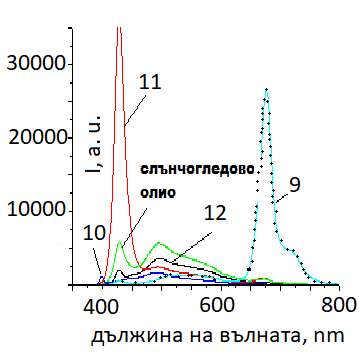 30000
20000
10000
I, a. u.
11
слънчогледово
олио
9
10
12
400
600
800
дължина на вълната, nm